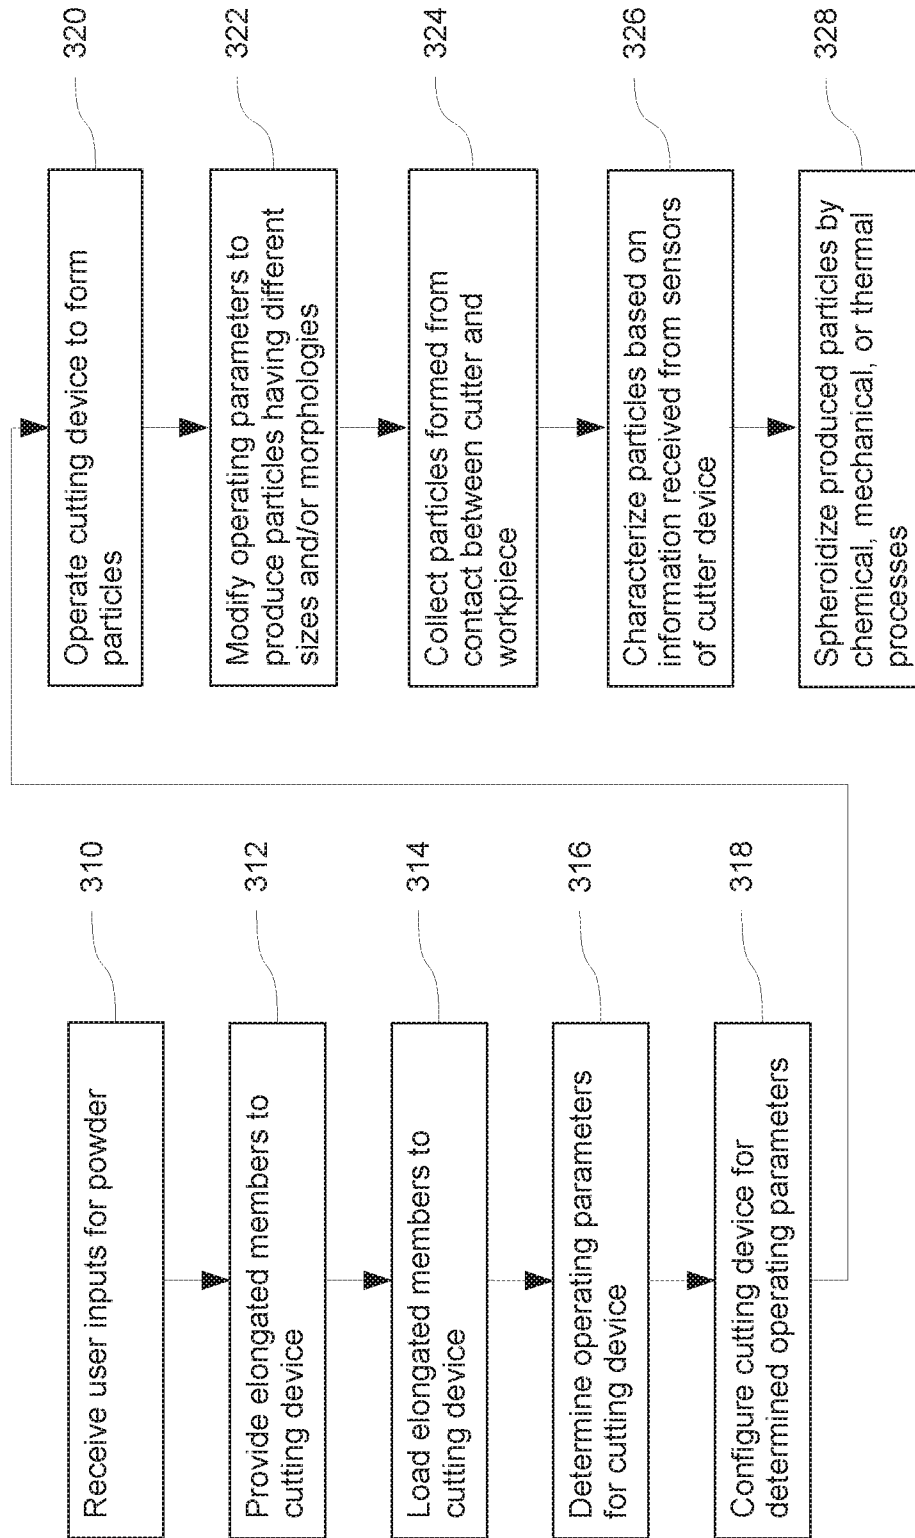 Receive user inputs for powder
310
Provide elongated members to
cutting device
312
Load elongated members to
cutting device
314
Determine operating parameters
for cutting device
316
Configure cutting device for
determined operating parameters
318
Operate cutting device to form
particles
320
Modify operating parameters to
produce particles having different
sizes and/or morphologies
322
Collect particles formed from
contact between cutter and
workpiece
324
Characterize particles based on
information received from sensors
of cutter device
326
Spheroidize produced particles by
chemical, mechanical, or thermal
processes
328